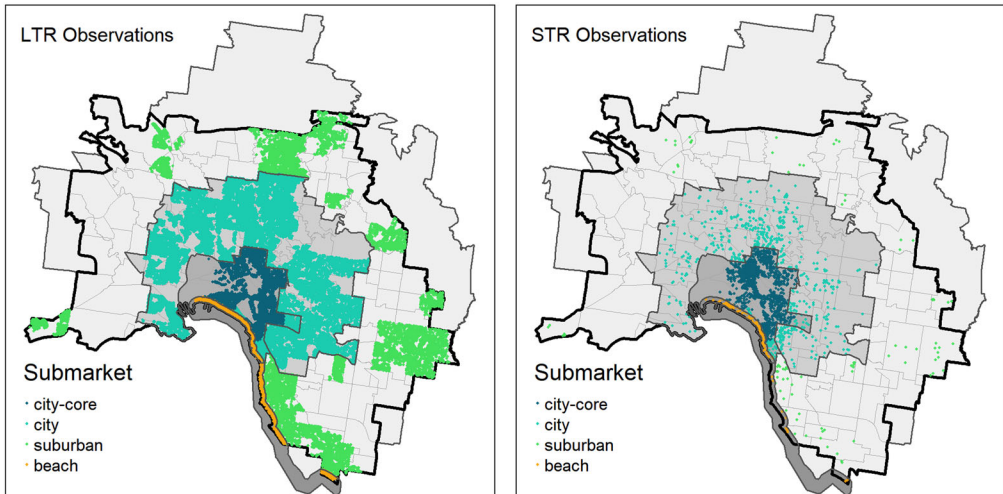 LTR Observations
Submarket
city-core
city
suburban
beach
STR Observations
Submarket
city-core
city
suburban
beach